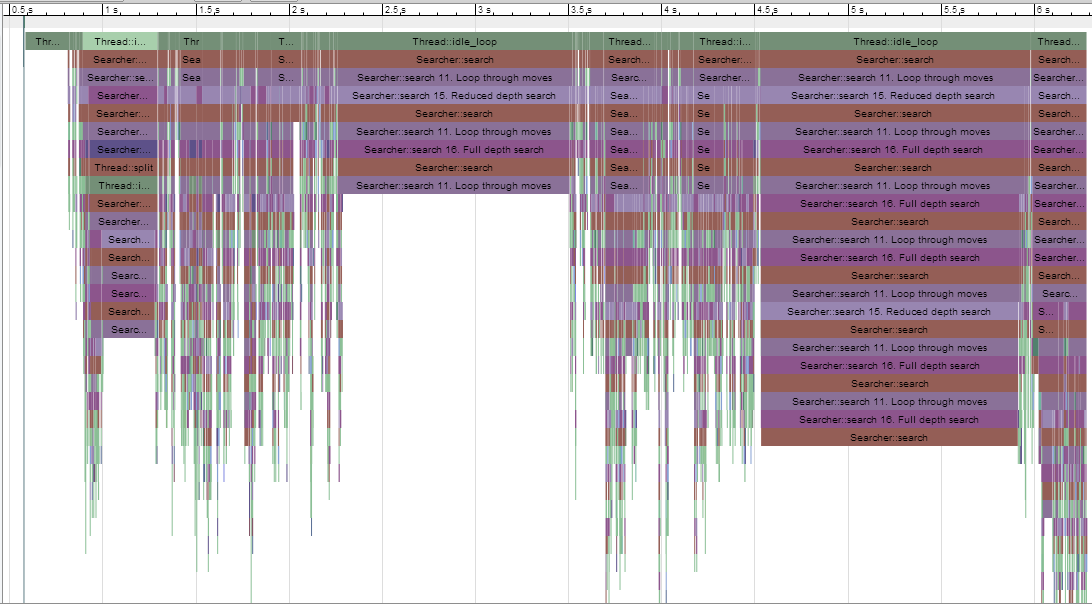 0.5 s 1 s 1.5 s 2 s 2.5 s 3 s 3.5 s 4 s 4.5 s 5 s 5.5 s 6 s
Thr... Thread::i... Thr T... Thread::idle_loop Thread... Thread::i... Thread::idle_loop Thread...
Searcher:... Sea S... Searcher::search Search... Searcher:... Searcher::search Search...
Searcher::se... Sea S... Searcher::search 11. Loop through moves Searc... Searcher... Searcher::search 11. Loop through moves Searcher...
Searcher... Searcher::search 15. Reduced depth search Sea... Se Searcher::search 15. Reduced depth search Search...
Searcher:... Searcher::search Sea... Se Searcher::search Search...
Searcher... Searcher::search 11. Loop through moves Sea... Se Searcher::search 11. Loop through moves Searcher...
Searcher:... Searcher::search 16. Full depth search Sea... Se Searcher::search 16. Full depth search Searcher...
Thread::split Searcher::search Sea... Se Searcher::search Search...
Thread::i... Searcher::search 11. Loop through moves Sea... Se Searcher::search 11. Loop through moves Searcher...
Searcher:... Searcher::search 16. Full depth search Searcher...
Searcher... Searcher::search Search...
Search... Searcher::search 11. Loop through moves Searcher...
Search... Searcher::search 16. Full depth search Searcher...
Searc... Searcher::search Search...
Searc... Searcher::search 11. Loop through moves Searc...
Search... Searcher::search 15. Reduced depth search S...
Searc... Searcher::search S...
Searcher::search 11. Loop through moves
Searcher::search 16. Full depth search
Searcher::search
Searcher::search 11. Loop through moves
Searcher::search 16. Full depth search
Searcher::search